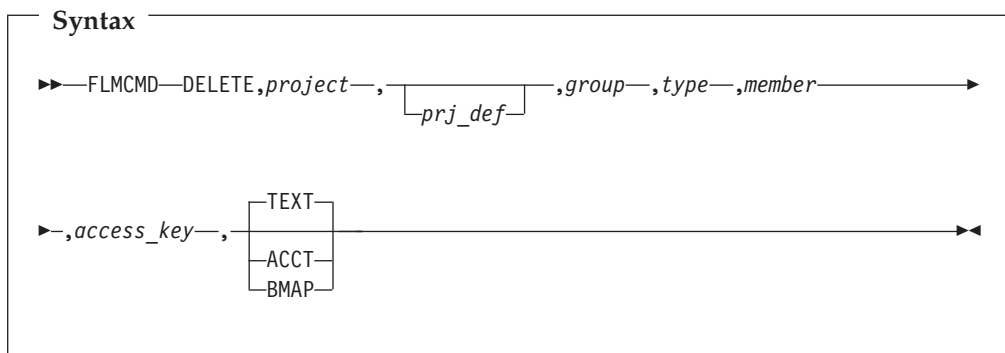 Syntax
FLMCMD DELETE,project , ,group ,type ,member
prj_def
TEXT
,access_key ,
ACCT
BMAP